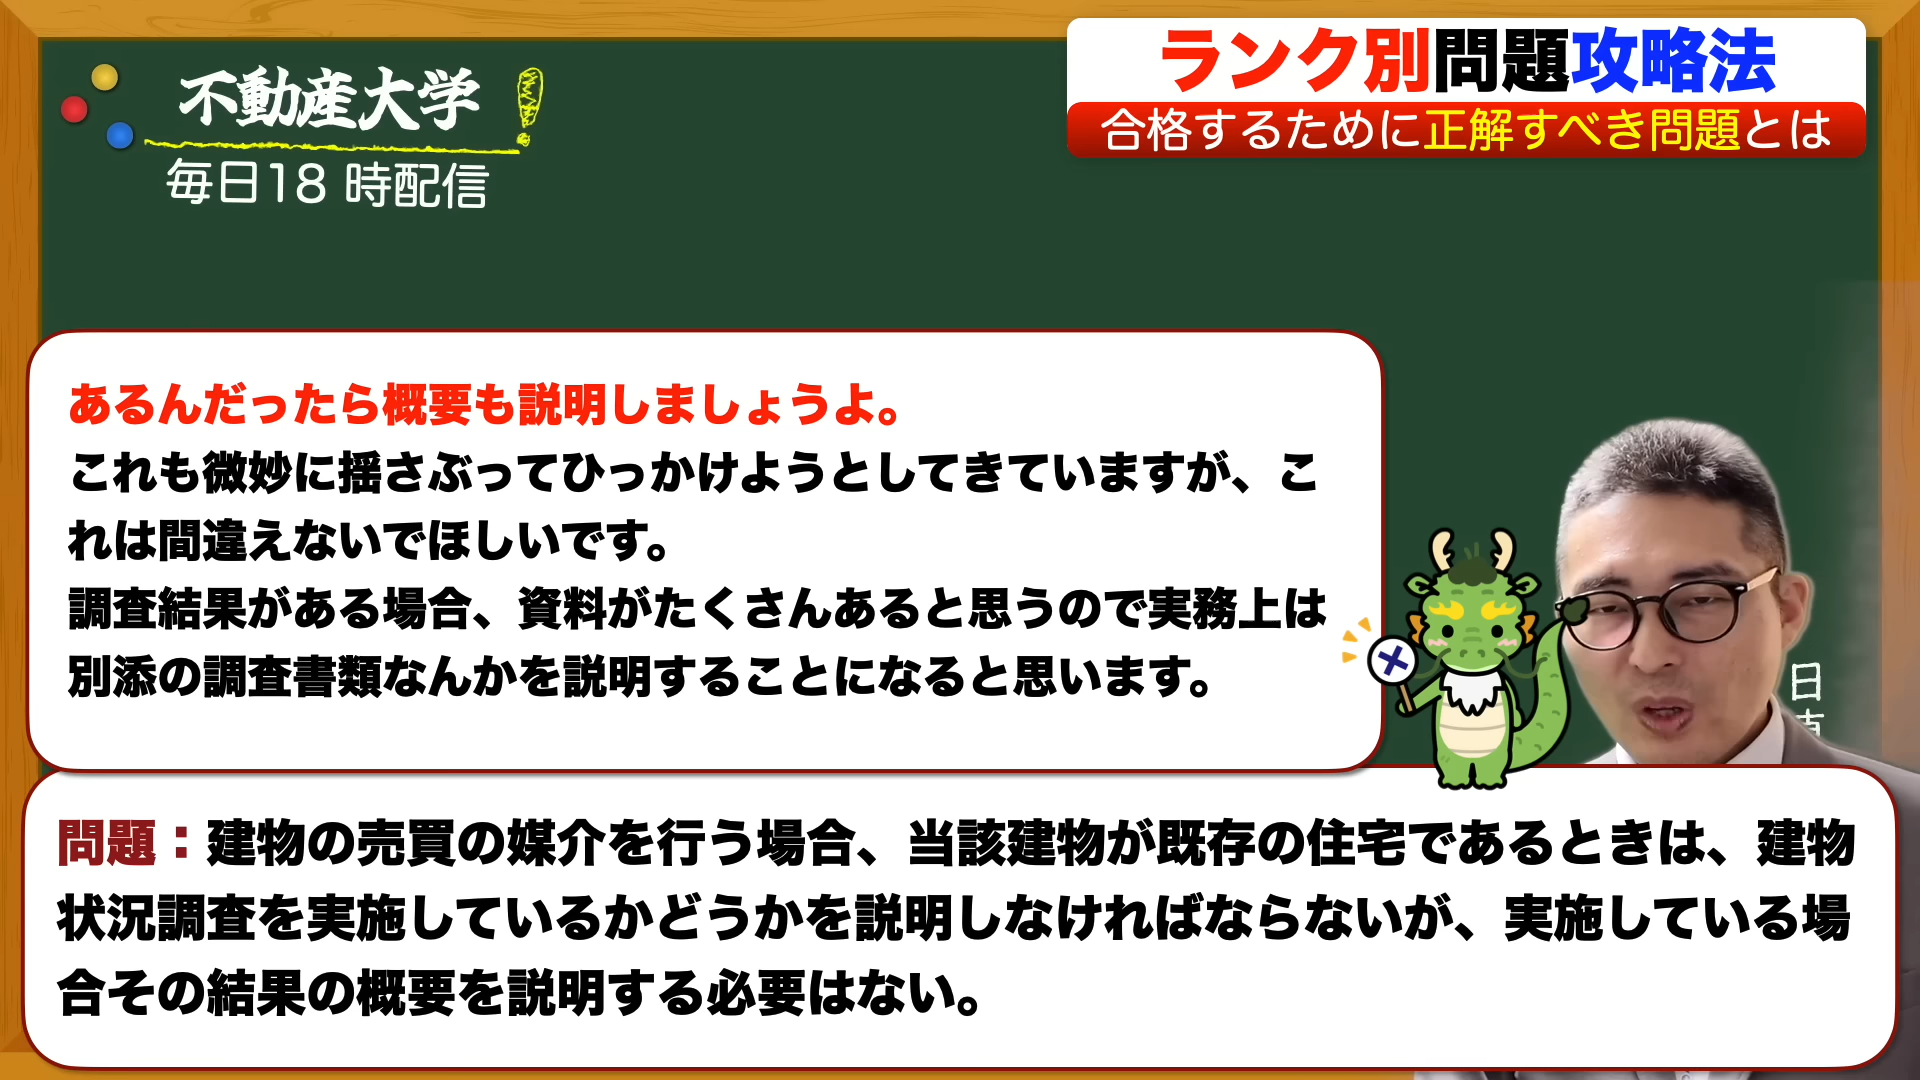 不動産大学!
毎日18 時配信
ランク別問題攻略法
合格するために正解すべき問題とは
あるんだったら概要も説明しましょうよ。
これも微妙に揺さぶってひっかけようとしてきていますが、こ
れは間違えないでほしいです。
調査結果がある場合、資料がたくさんあると思うので実務上は
別添の調査書類なんかを説明することになると思います。
日
問題：建物の売買の媒介を行う場合、当該建物が既存の住宅であるときは、建物
状況調査を実施しているかどうかを説明しなければならないが、実施している場
合その結果の概要を説明する必要はない。